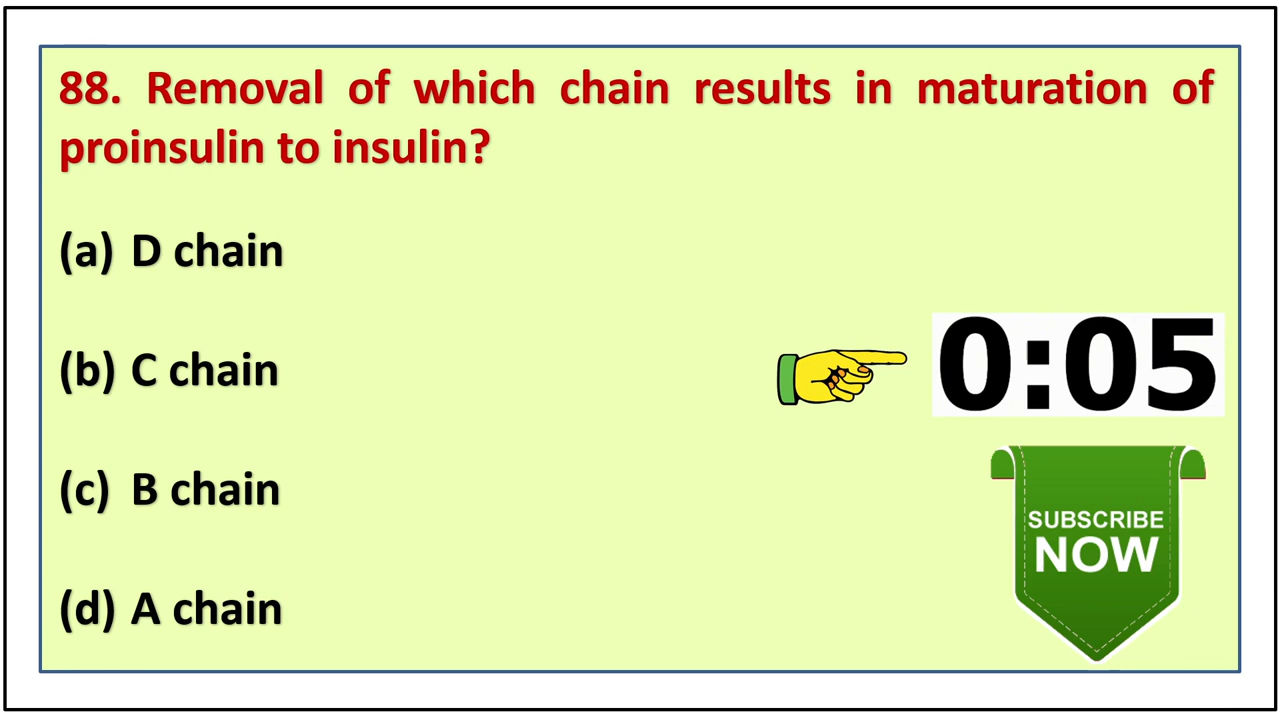 88. Removal of which chain results in maturation of
proinsulin to insulin?
(a) D chain
(b) C chain
0:05
(c) B chain
SUBSCRIBE
NOW
(d) A chain